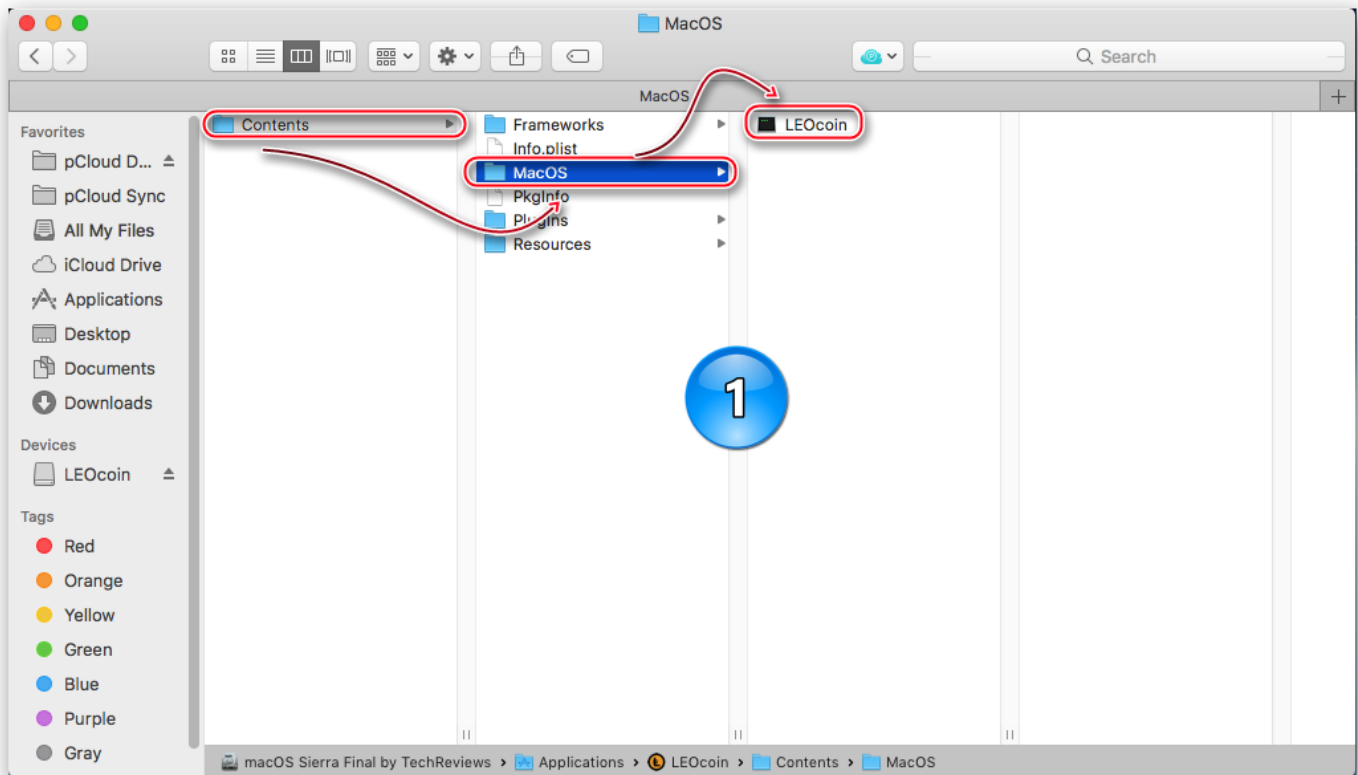 MacOS
Search
MacOS
Favorites
pCloud D...
pCloud Sync
All My Files
iCloud Drive
Applications
Desktop
Documents
Downloads
Devices
LEOcoin
Tags
Red
Orange
Yellow
Green
Blue
Purple
Gray
Contents
Frameworks
Info.plist
MacOS
PkgInfo
PlugIns
Resources
LEOcoin
1
macOS Sierra Final by TechReviews › Applications › LEOcoin › Contents › MacOS